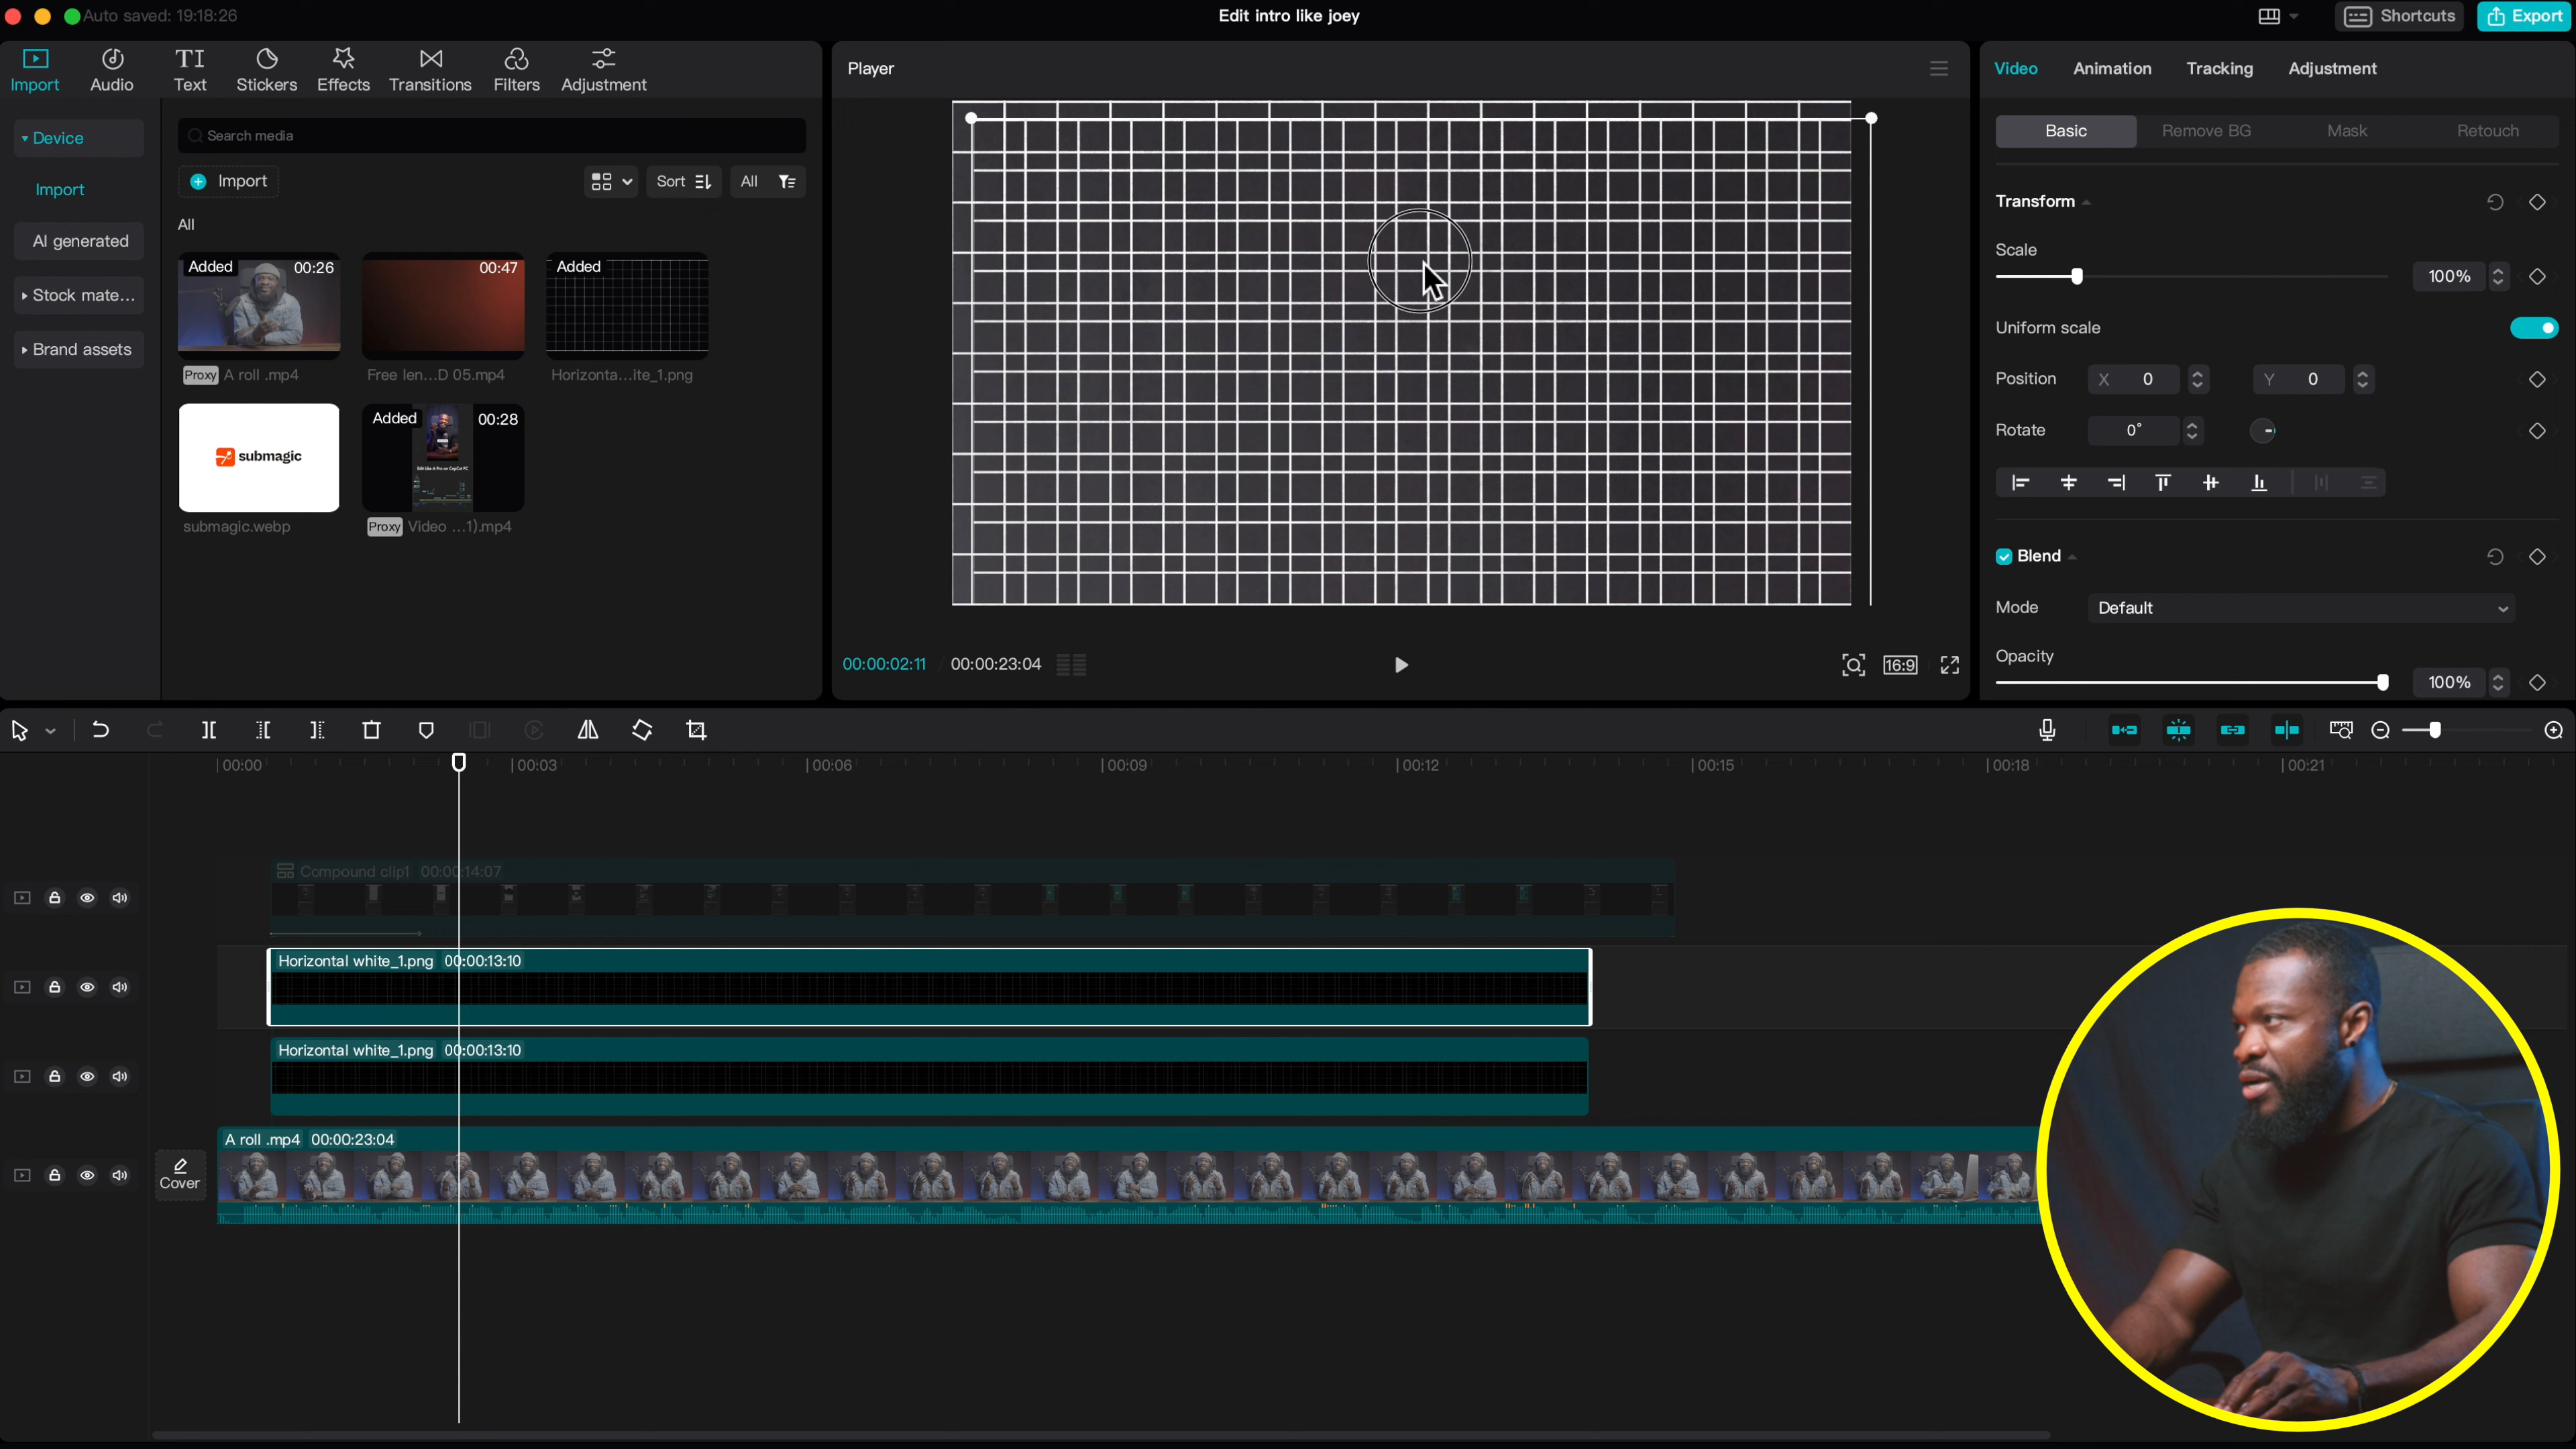 Auto saved: 19:18:26
Edit intro like joey
Shortcuts
Export
Import
Audio
Text
Stickers
Effects
Transitions
Filters
Adjustment
Device
Import
AI generated
Stock mate...
Brand assets
Search media
Import
Sort
All
All
Added
00:26
Proxy
A roll .mp4
00:47
Free len...D 05.mp4
Added
Horizonta...ite_1.png
submagic
submagic.webp
Added
00:28
Edit Like A Pro on CapCut PC
Proxy
Video ...1).mp4
Player
00:00:02:11
00:00:23:04
16:9
Video
Animation
Tracking
Adjustment
Basic
Remove BG
Mask
Retouch
Transform
Scale
100%
Uniform scale
Position
X 0
Y 0
Rotate
0°
Blend
Mode
Default
Opacity
100%
00:00
00:03
00:06
00:09
00:12
00:15
00:18
00:21
Compound clip1 00:00:14:07
Horizontal white_1.png 00:00:13:10
Horizontal white_1.png 00:00:13:10
A roll .mp4 00:00:23:04
Cover